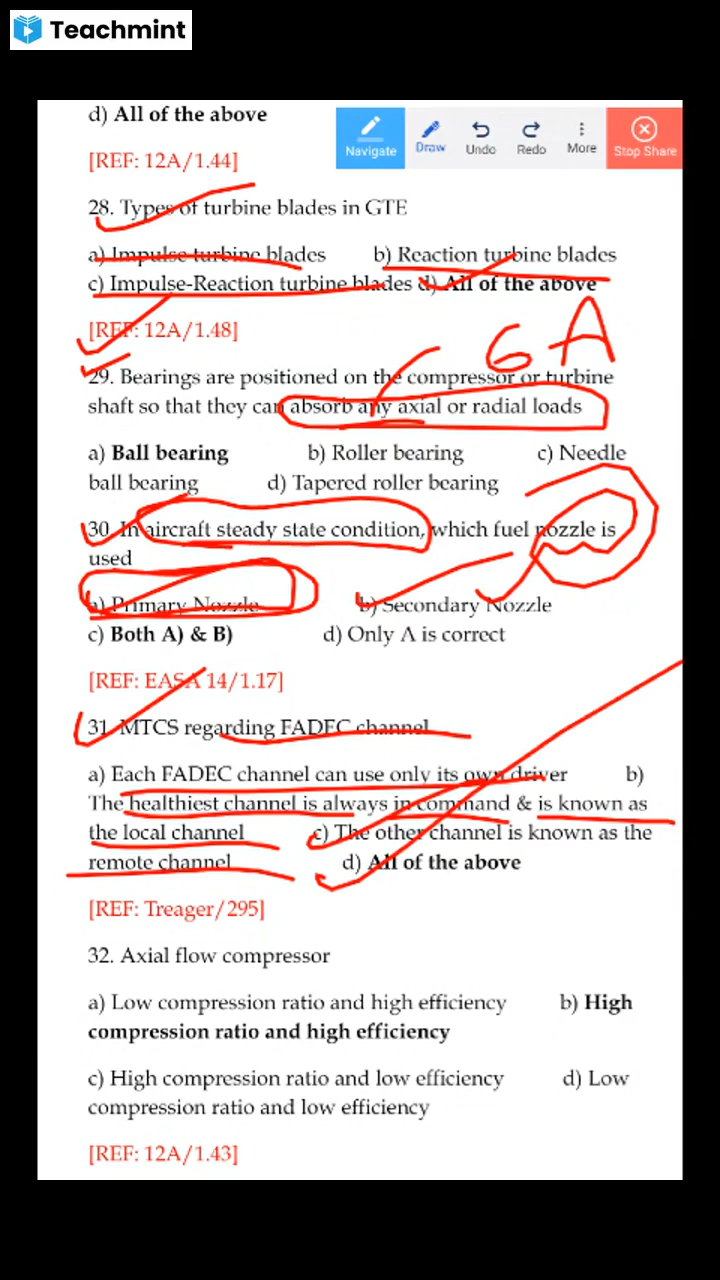 Teachmint
d) All of the above
Navigate Draw Undo Redo More Stop Share
[REF: 12A/1.44]
28. Types of turbine blades in GTE
a) Impulse turbine blades b) Reaction turbine blades
c) Impulse-Reaction turbine blades d) All of the above
[REF: 12A/1.48]
6 A
29. Bearings are positioned on the compressor or turbine
shaft so that they can absorb any axial or radial loads
a) Ball bearing b) Roller bearing c) Needle
ball bearing d) Tapered roller bearing
30. In aircraft steady state condition, which fuel nozzle is
used
a) Primary Nozzle b) Secondary Nozzle
c) Both A) & B) d) Only A is correct
[REF: EASA 14/1.17]
31. MTCS regarding FADEC channel
a) Each FADEC channel can use only its own driver b)
The healthiest channel is always in command & is known as
the local channel c) The other channel is known as the
remote channel d) All of the above
[REF: Treager/295]
32. Axial flow compressor
a) Low compression ratio and high efficiency b) High
compression ratio and high efficiency
c) High compression ratio and low efficiency d) Low
compression ratio and low efficiency
[REF: 12A/1.43]